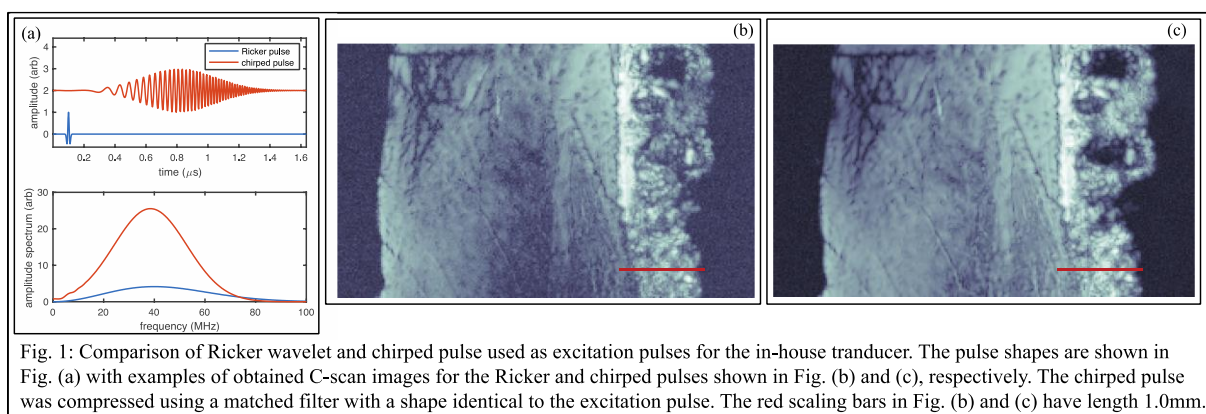 (a)
Ricker pulse
chirped pulse
amplitude (arb)
4
3
2
1
0
0.2 0.4 0.6 0.8 1 1.2 1.4 1.6
time (μs)
amplitude spectrum (arb)
30
20
10
0
0 20 40 60 80 100
frequency (MHz)
(b)
(c)
Fig. 1: Comparison of Ricker wavelet and chirped pulse used as excitation pulses for the in-house tranducer. The pulse shapes are shown in
Fig. (a) with examples of obtained C-scan images for the Ricker and chirped pulses shown in Fig. (b) and (c), respectively. The chirped pulse
was compressed using a matched filter with a shape identical to the excitation pulse. The red scaling bars in Fig. (b) and (c) have length 1.0mm.